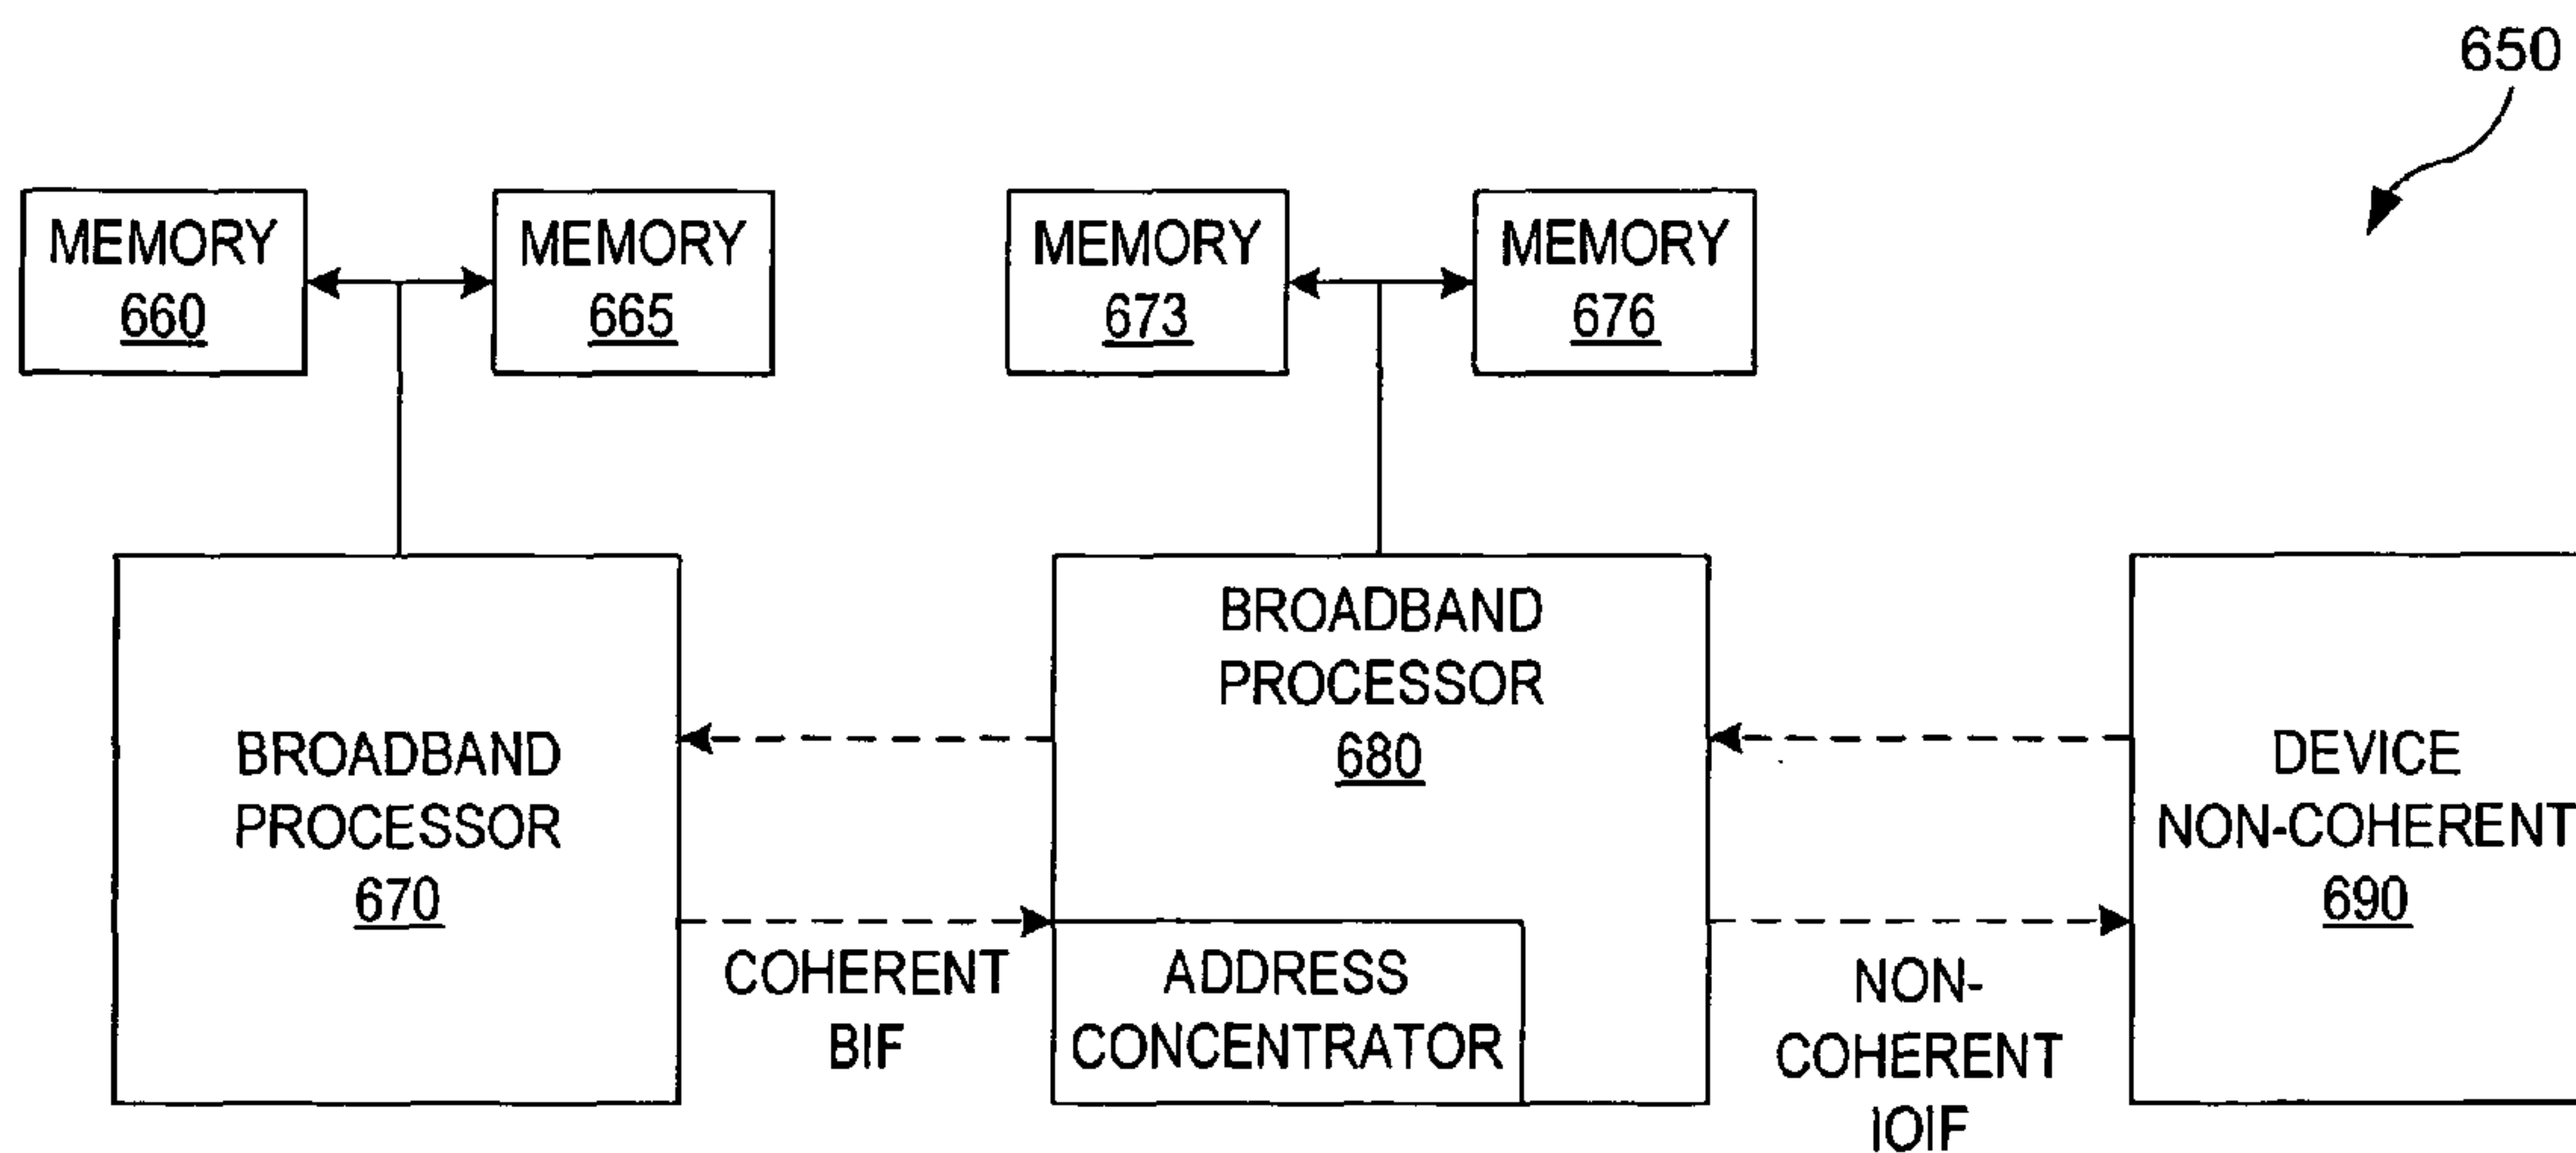 650
MEMORY
660
MEMORY
665
MEMORY
673
MEMORY
676
BROADBAND
PROCESSOR
670
COHERENT
BIF
BROADBAND
PROCESSOR
680
ADDRESS
CONCENTRATOR
NON-
COHERENT
IOIF
DEVICE
NON-COHERENT
690